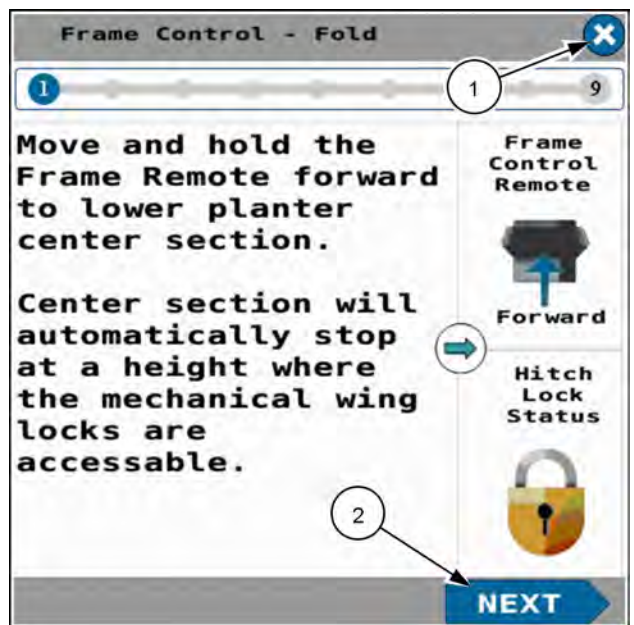 Frame Control - Fold
1
1
9
Move and hold the
Frame Remote forward
to lower planter
center section.
Center section will
automatically stop
at a height where
the mechanical wing
locks are
accessable.
Frame
Control
Remote
Forward
Hitch
Lock
Status
2
NEXT